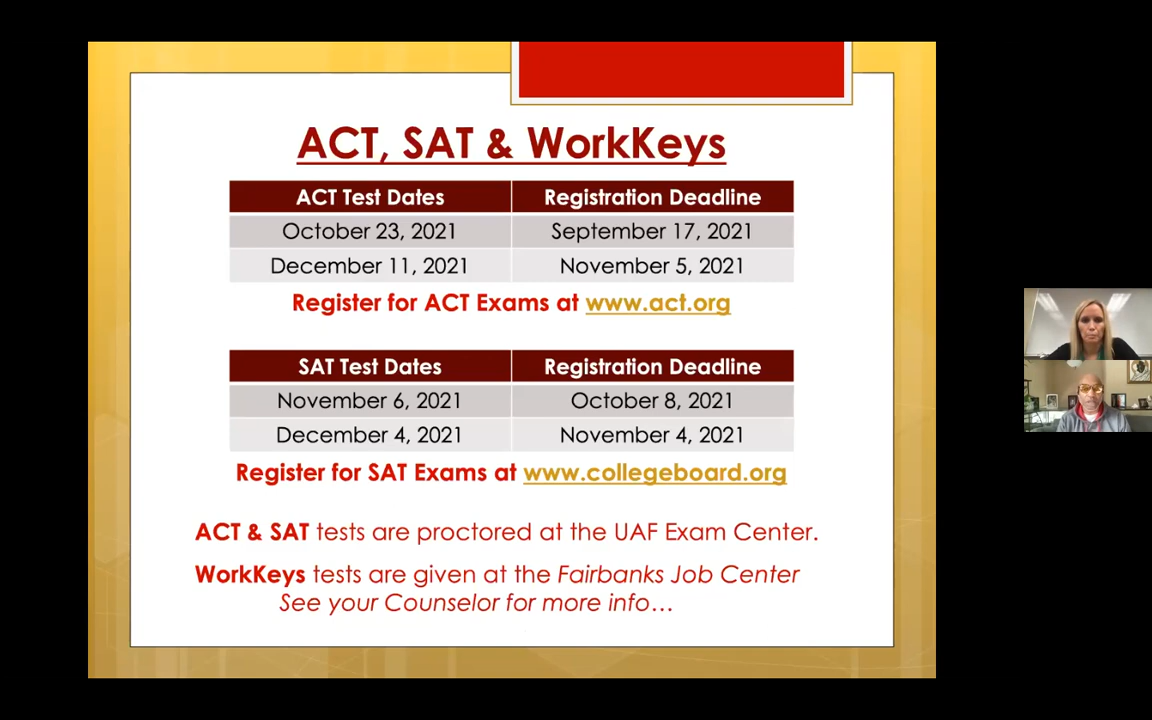 ACT, SAT & WorkKeys
ACT Test Dates Registration Deadline
October 23, 2021 September 17, 2021
December 11, 2021 November 5, 2021
Register for ACT Exams at www.act.org
SAT Test Dates Registration Deadline
November 6, 2021 October 8, 2021
December 4, 2021 November 4, 2021
Register for SAT Exams at www.collegeboard.org
ACT & SAT tests are proctored at the UAF Exam Center.
WorkKeys tests are given at the Fairbanks Job Center
See your Counselor for more info…